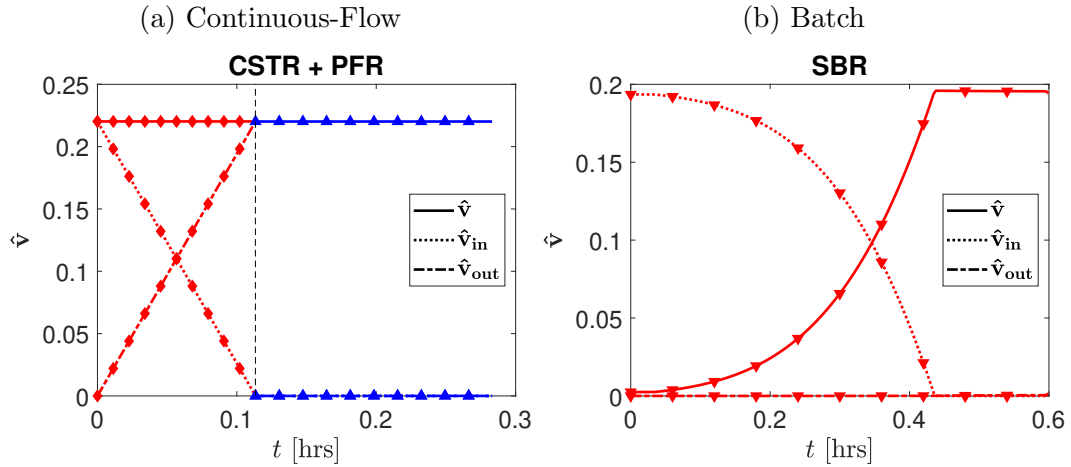 (a) Continuous-Flow
CSTR + PFR
0.25
0.2
0.15
0.1
0.05
0
v̂
0
0.1
0.2
0.3
t [hrs]
v̂
v̂in
v̂out
(b) Batch
SBR
0.2
0.15
0.1
0.05
0
v̂
0
0.2
0.4
0.6
t [hrs]
v̂
v̂in
v̂out